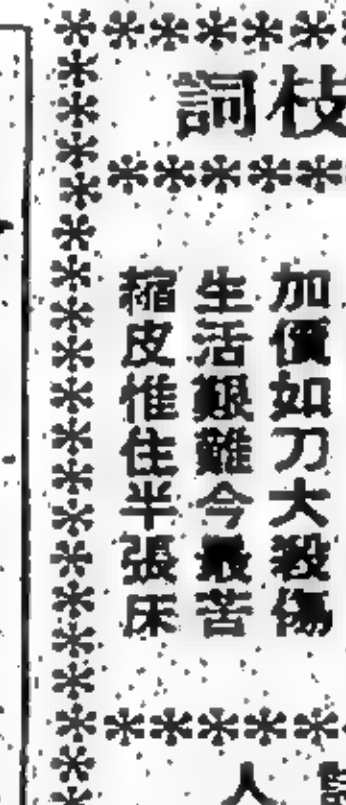 枝詞
加價如刀大殺傷
生活艱難今最苦
縮皮惟住半張床
人